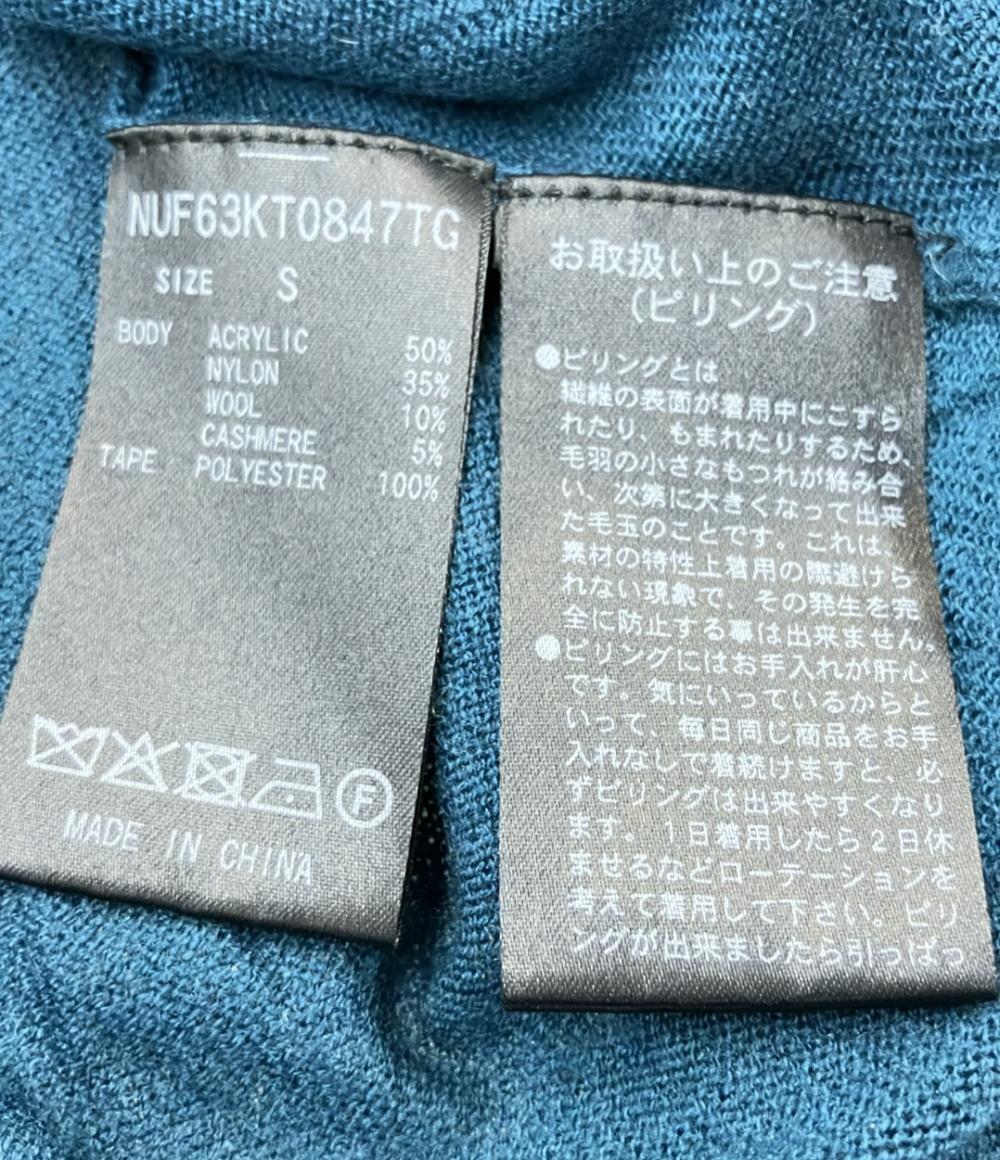 NUF63KT0847TG
SIZE S
BODY ACRYLIC 50%
NYLON 35%
WOOL 10%
CASHMERE 5%
TAPE POLYESTER 100%
F
MADE IN CHINA
お取扱い上のご注意
(ピリング)
●ピリングとは
繊維の表面が着用中にこすら
れたり、もまれたりするため、
毛羽の小さなもつれが絡み合
い、次第に大きくなって出来
た毛玉のことです。これは、
素材の特性上着用の際避けら
れない現象で、その発生を完
全に防止する事は出来ません。
●ピリングにはお手入れが肝心
です。気にいっているからと
いって、毎日同じ商品をお手
入れなしで着続けますと、必
ずピリングは出来やすくなり
ます。1日着用したら2日休
ませるなどローテーションを
考えて着用して下さい。ピリ
ングが出来ましたら引っぱっ